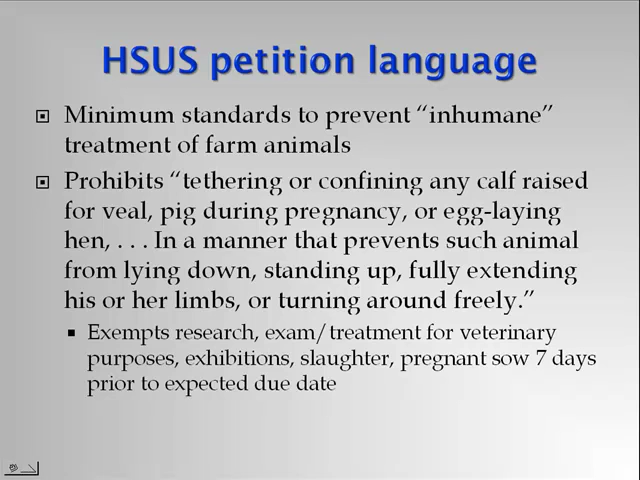 HSUS petition language
Minimum standards to prevent “inhumane”
treatment of farm animals
Prohibits “tethering or confining any calf raised
for veal, pig during pregnancy, or egg-laying
hen, . . . In a manner that prevents such animal
from lying down, standing up, fully extending
his or her limbs, or turning around freely.”
Exempts research, exam/treatment for veterinary
purposes, exhibitions, slaughter, pregnant sow 7 days
prior to expected due date